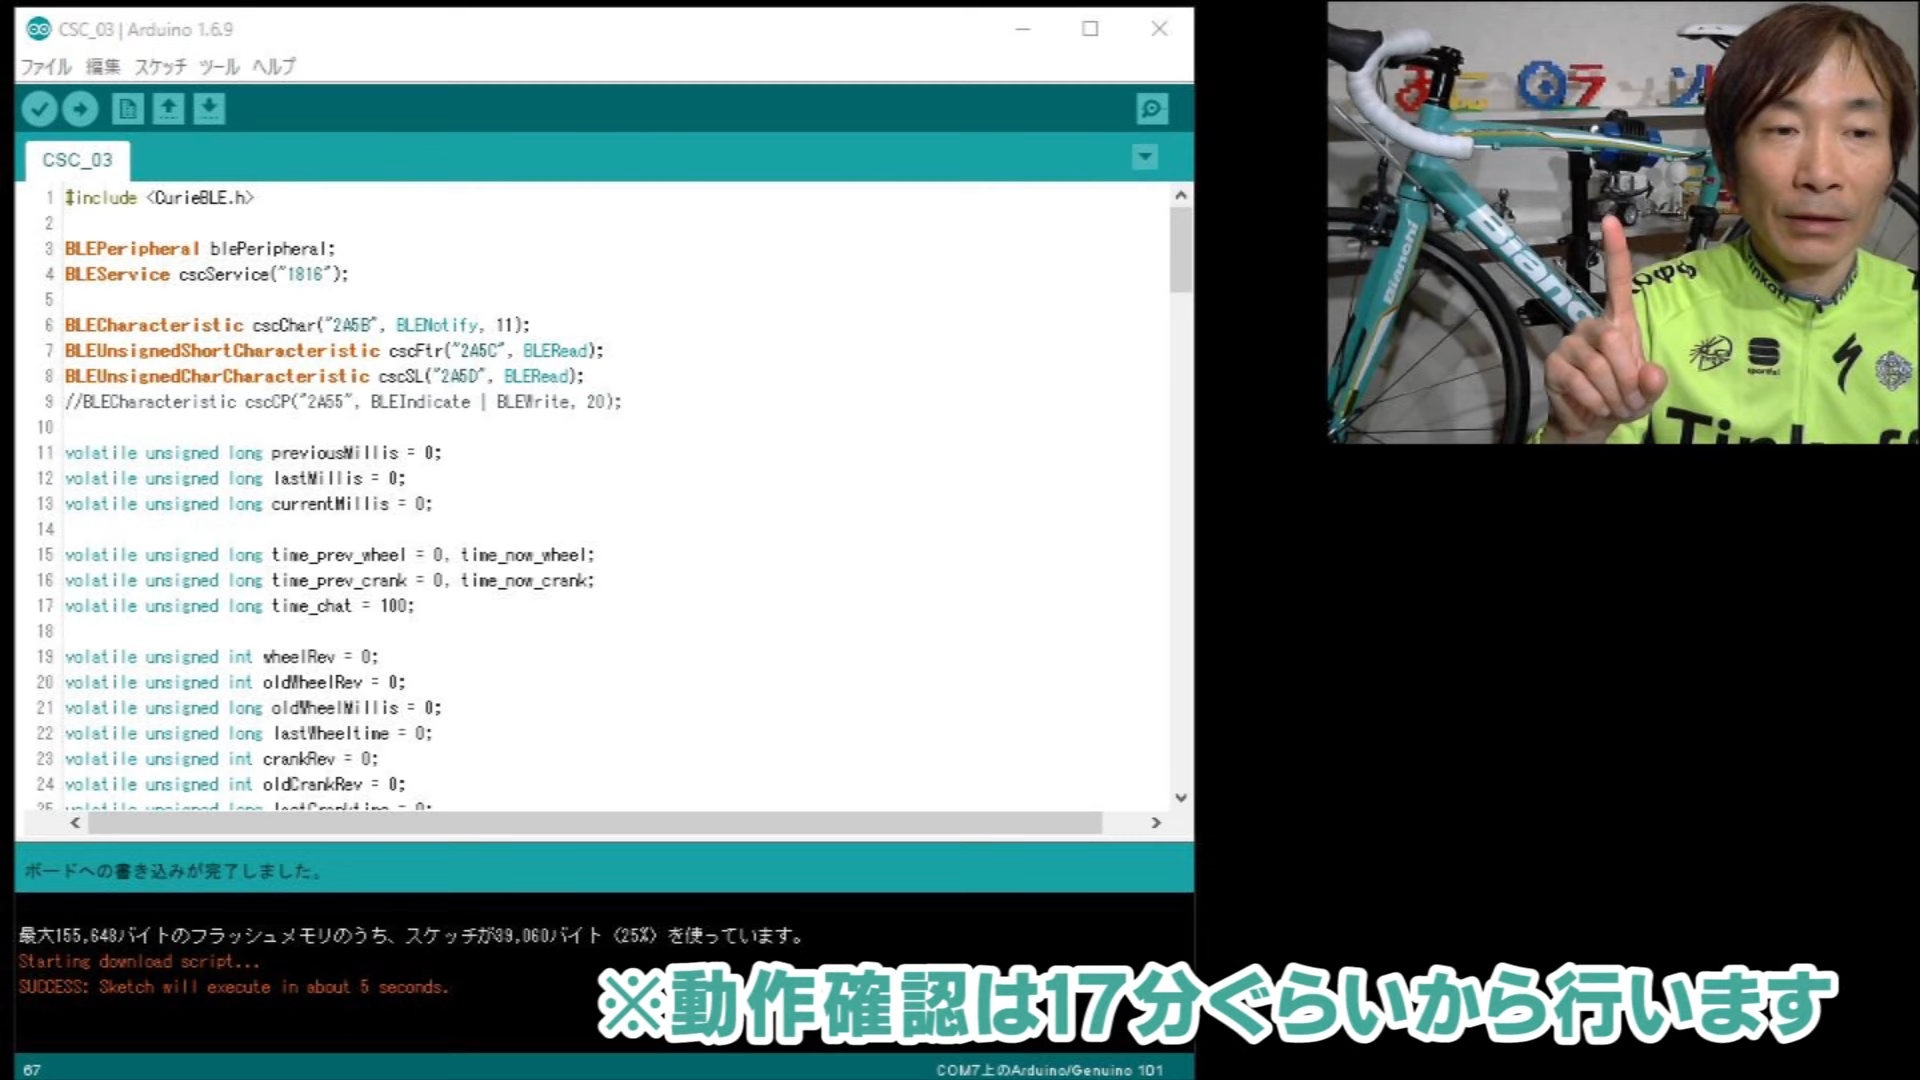 CSC_03 | Arduino 1.6.9
ファイル 編集 スケッチ ツール ヘルプ
CSC_03
1 #include <CurieBLE.h>
2
3 BLEPeripheral blePeripheral;
4 BLEService cscService("1816");
5
6 BLECharacteristic cscChar("2A5B", BLENotify, 11);
7 BLEUnsignedShortCharacteristic cscFtr("2A5C", BLERead);
8 BLEUnsignedCharCharacteristic cscSL("2A5D", BLERead);
9 //BLECharacteristic cscCP("2A55", BLEIndicate | BLEWrite, 20);
10
11 volatile unsigned long previousMillis = 0;
12 volatile unsigned long lastMillis = 0;
13 volatile unsigned long currentMillis = 0;
14
15 volatile unsigned long time_prev_wheel = 0, time_now_wheel;
16 volatile unsigned long time_prev_crank = 0, time_now_crank;
17 volatile unsigned long time_chat = 100;
18
19 volatile unsigned int wheelRev = 0;
20 volatile unsigned int oldWheelRev = 0;
21 volatile unsigned long oldWheelMillis = 0;
22 volatile unsigned long lastWheeltime = 0;
23 volatile unsigned int crankRev = 0;
24 volatile unsigned int oldCrankRev = 0;
25 volatile unsigned long lastCranktime = 0;
ボードへの書き込みが完了しました。
最大155,648バイトのフラッシュメモリのうち、スケッチが39,060バイト（25%）を使っています。
Starting download script...
SUCCESS: Sketch will execute in about 5 seconds.
※動作確認は17分ぐらいから行います
67
COM7上のArduino/Genuino 101
Bianchi
sportful
Tinkoff